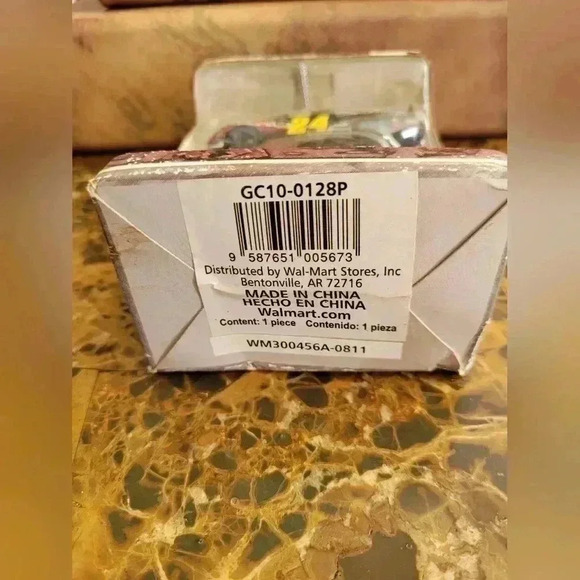 24
GC10-0128P
9 587651 005673
Distributed by Wal-Mart Stores, Inc
Bentonville, AR 72716
MADE IN CHINA
HECHO EN CHINA
Walmart.com
Content: 1 piece Contenido: 1 pieza
WM300456A-0811